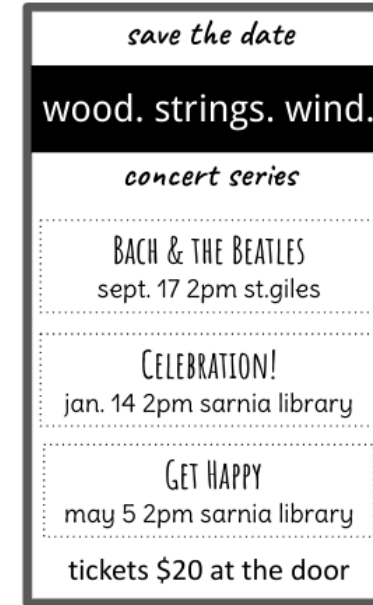 save the date
wood. strings. wind.
concert series
Bach & the Beatles
sept. 17 2pm st.giles
Celebration!
jan. 14 2pm sarnia library
Get Happy
may 5 2pm sarnia library
tickets $20 at the door